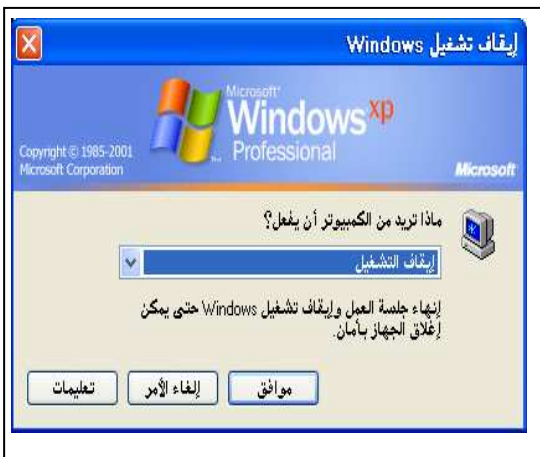 إيقاف تشغيل Windows
Microsoft
Windows xp
Professional
Copyright © 1985-2001
Microsoft Corporation
Microsoft
ماذا تريد من الكمبيوتر أن يفعل؟
إيقاف التشغيل
إنهاء جلسة العمل وإيقاف تشغيل Windows حتى يمكن
إغلاق الجهاز بأمان.
موافق
إلغاء الأمر
تعليمات